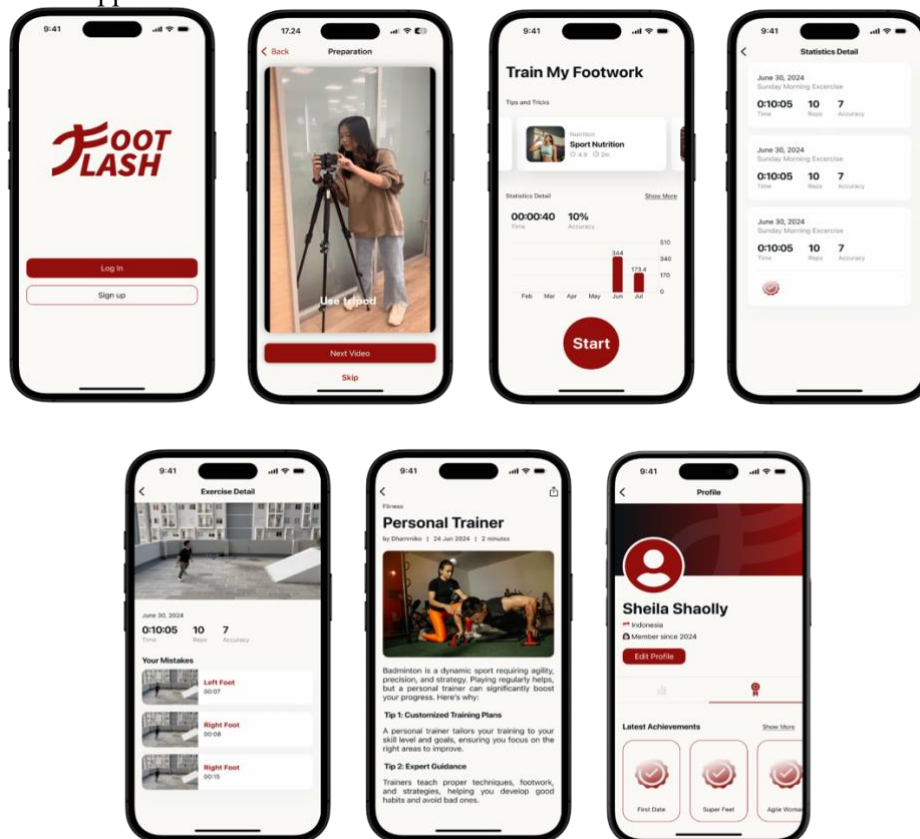 9:41
FOOT
FLASH
Log In
Sign up
17.24
Back
Preparation
Use tripod
Next Video
Skip
9:41
Train My Footwork
Tips and Tricks
Nutrition
Sport Nutrition
4.9 2m
Statistics Detail Show More
00:00:40 10%
Time Accuracy
510
344
340
173.4
170
0
Feb Mar Apr May Jun Jul
Start
9:41
Statistics Detail
June 30, 2024
Sunday Morning Excercise
0:10:05 10 7
Time Reps Accuracy
June 30, 2024
Sunday Morning Excercise
0:10:05 10 7
Time Reps Accuracy
June 30, 2024
Sunday Morning Excercise
0:10:05 10 7
Time Reps Accuracy
9:41
Exercise Detail
June 30, 2024
0:10:05 10 7
Time Reps Accuracy
Your Mistakes
Left Foot
00:07
Right Foot
00:08
Right Foot
00:15
9:41
Fitness
Personal Trainer
by Dhammiko | 24 Jan 2024 | 2 minutes
Badminton is a dynamic sport requiring agility,
precision, and strategy. Playing regularly helps,
but a personal trainer can significantly boost
your progress. Here's why:
Tip 1: Customized Training Plans
A personal trainer tailors your training to your
skill level and goals, ensuring you focus on the
right areas to improve.
Tip 2: Expert Guidance
Trainers teach proper techniques, footwork,
and strategies, helping you develop good
habits and avoid bad ones.
9:41
Profile
Sheila Shaolly
Indonesia
Member since 2024
Edit Profile
Latest Achievements Show More
First Date
Super Feet
Agile Woma